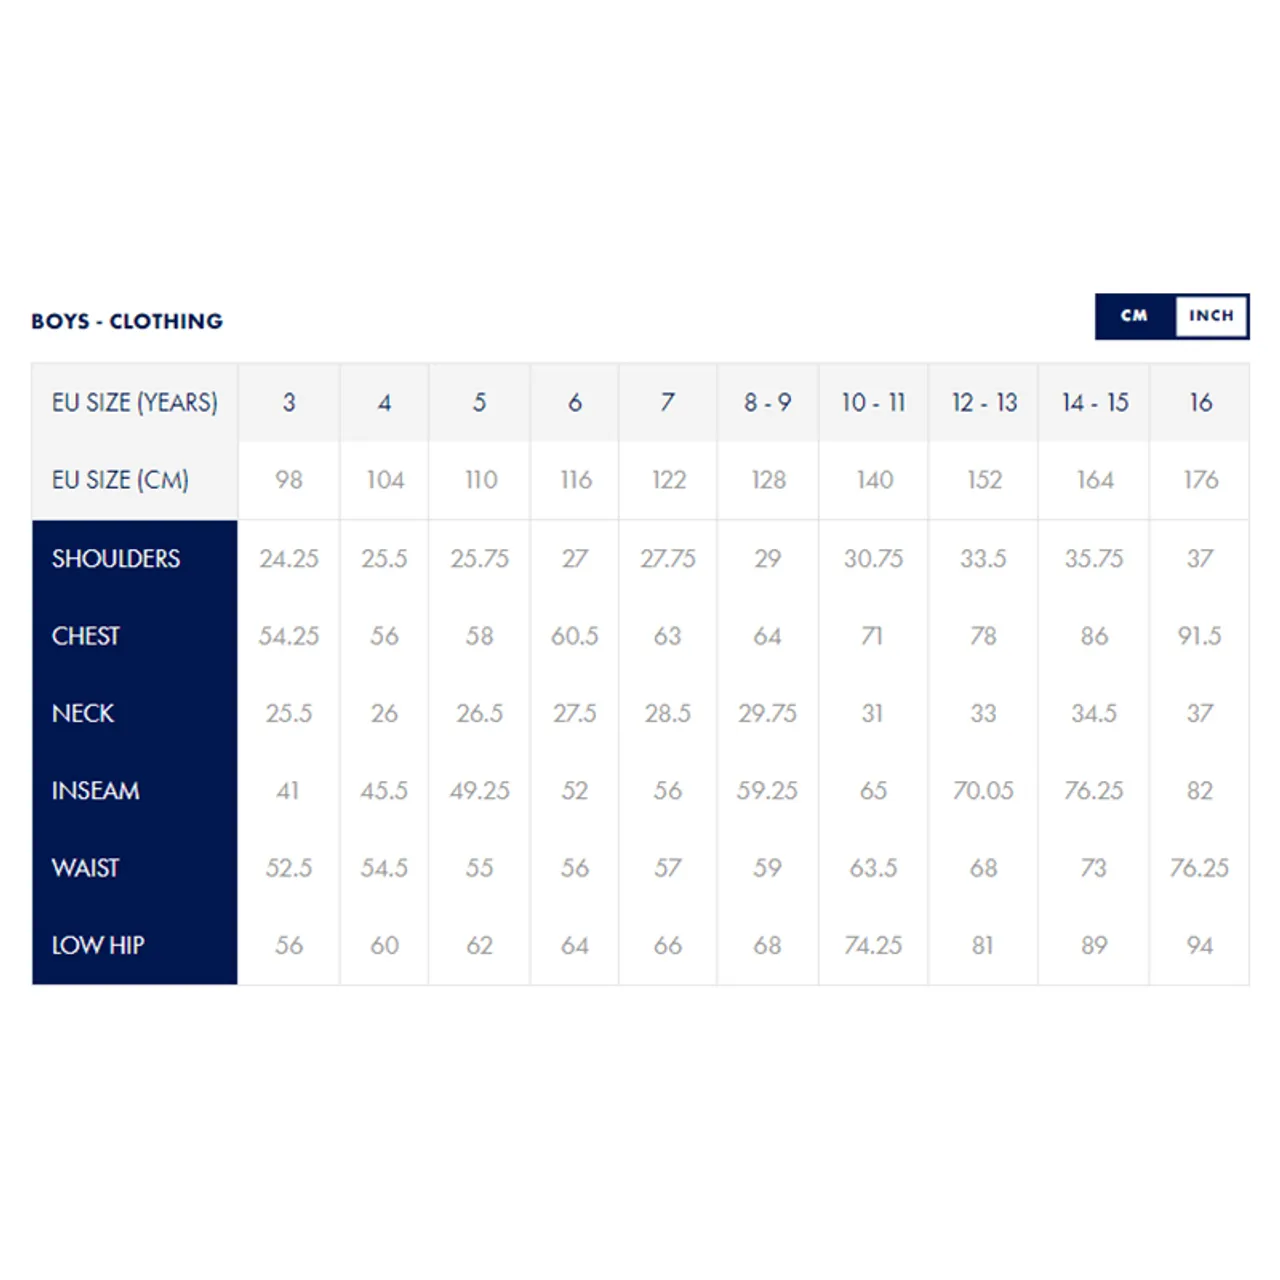 CM INCH
BOYS - CLOTHING
EU SIZE (YEARS) 3 4 5 6 7 8 - 9 10 - 11 12 - 13 14 - 15 16
EU SIZE (CM) 98 104 110 116 122 128 140 152 164 176
SHOULDERS 24.25 25.5 25.75 27 27.75 29 30.75 33.5 35.75 37
CHEST 54.25 56 58 60.5 63 64 71 78 86 91.5
NECK 25.5 26 26.5 27.5 28.5 29.75 31 33 34.5 37
INSEAM 41 45.5 49.25 52 56 59.25 65 70.05 76.25 82
WAIST 52.5 54.5 55 56 57 59 63.5 68 73 76.25
LOW HIP 56 60 62 64 66 68 74.25 81 89 94